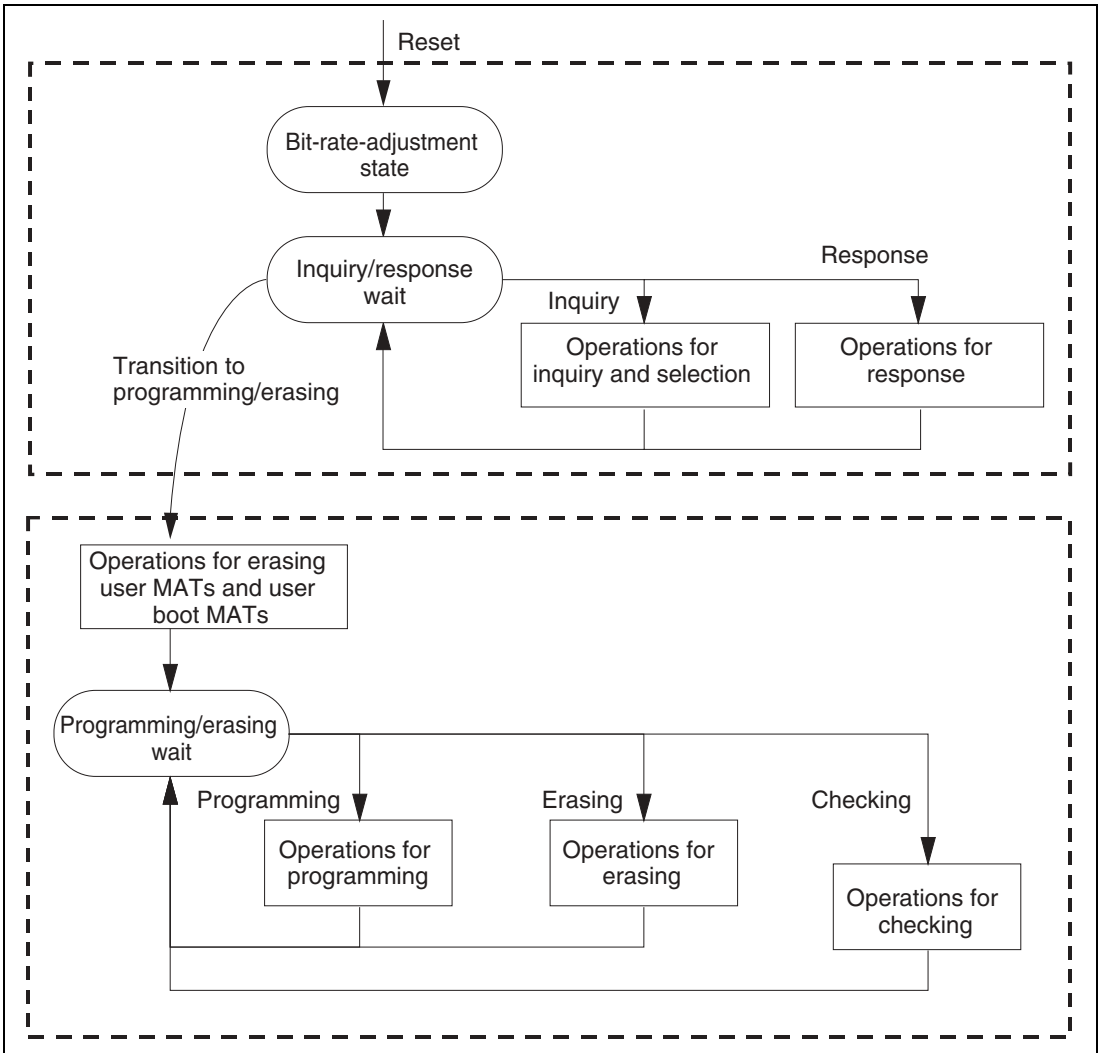 Reset
Bit-rate-adjustment
state
Inquiry/response
wait
Response
Inquiry
Operations for
inquiry and selection
Operations for
response
Transition to
programming/erasing
Operations for erasing
user MATs and user
boot MATs
Programming/erasing
wait
Programming
Erasing
Checking
Operations for
programming
Operations for
erasing
Operations for
checking